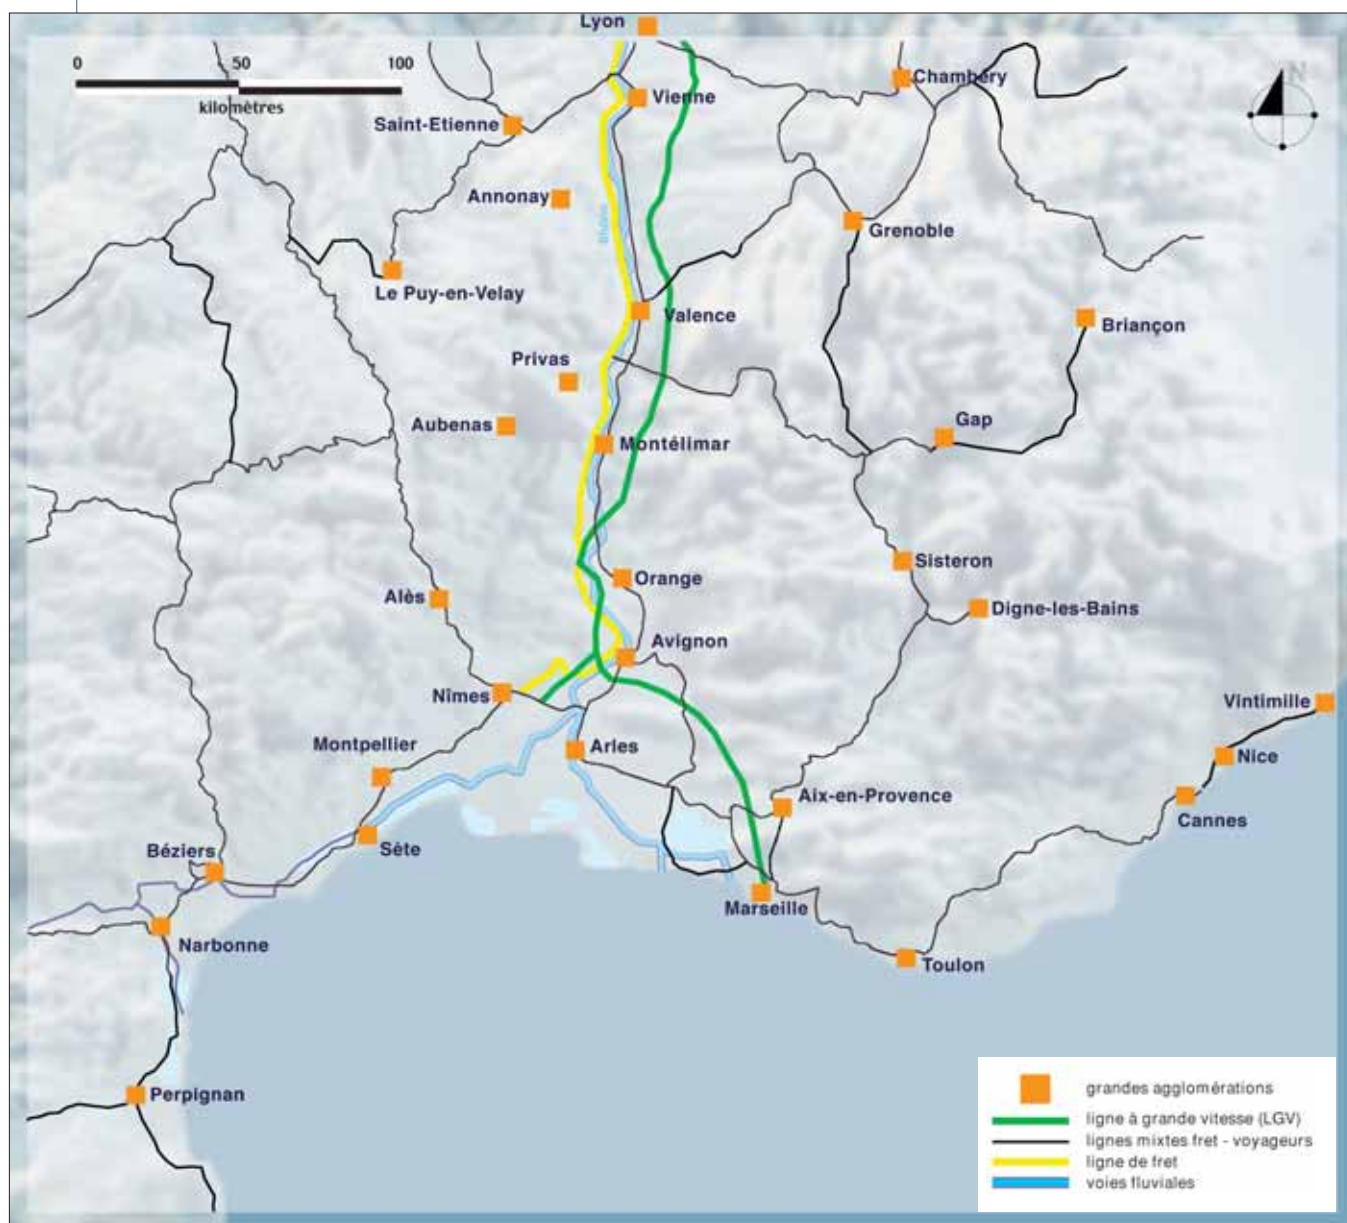 Lyon
0 50 100
kilomètres
N
Chambéry
Vienne
Saint-Etienne
Annonay
Rhône
Grenoble
Le Puy-en-Velay
Valence
Briançon
Privas
Aubenas
Gap
Montélimar
Sisteron
Orange
Alès
Digne-les-Bains
Avignon
Nîmes
Vintimille
Montpellier
Arles
Nice
Aix-en-Provence
Cannes
Sète
Béziers
Marseille
Narbonne
Toulon
Perpignan
grandes agglomérations
ligne à grande vitesse (LGV)
lignes mixtes fret - voyageurs
ligne de fret
voies fluviales